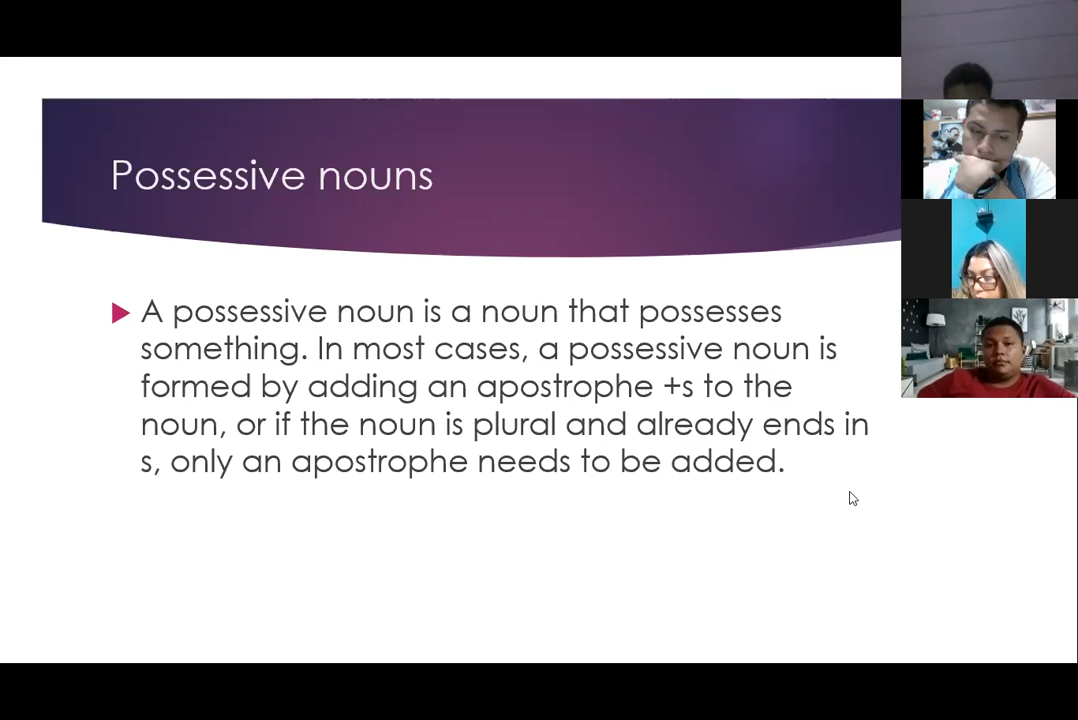 Possessive nouns
A possessive noun is a noun that possesses
something. In most cases, a possessive noun is
formed by adding an apostrophe +s to the
noun, or if the noun is plural and already ends in
s, only an apostrophe needs to be added.